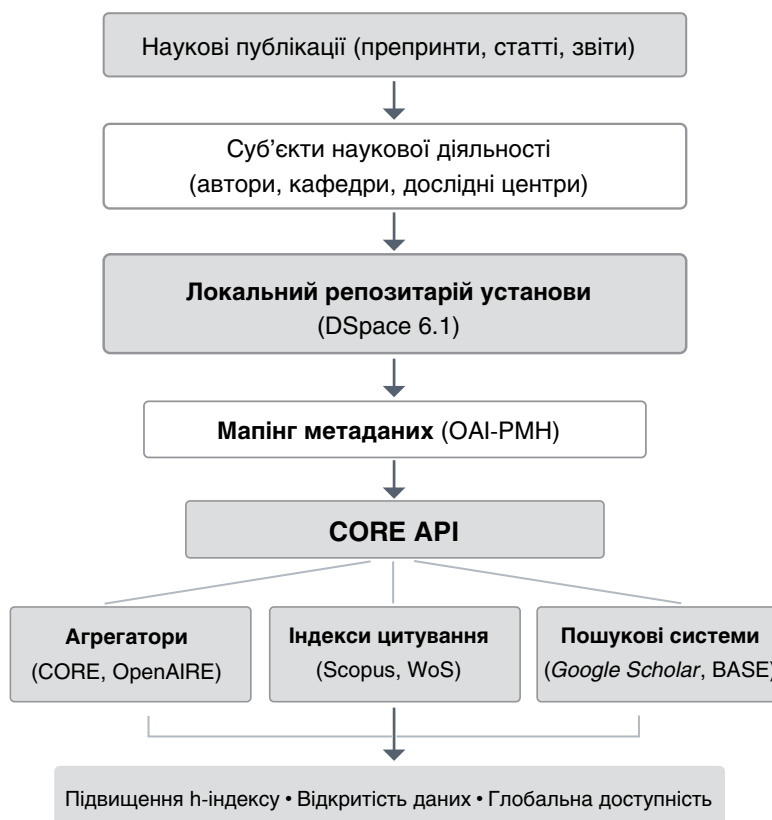 Наукові публікації (препринти, статті, звіти)
Суб’єкти наукової діяльності
(автори, кафедри, дослідні центри)
Локальний репозитарій установи
(DSpace 6.1)
Мапінг метаданих (OAI-PMH)
CORE API
Агрегатори
(CORE, OpenAIRE)
Індекси цитування
(Scopus, WoS)
Пошукові системи
(Google Scholar, BASE)
Підвищення h-індексу • Відкритість даних • Глобальна доступність